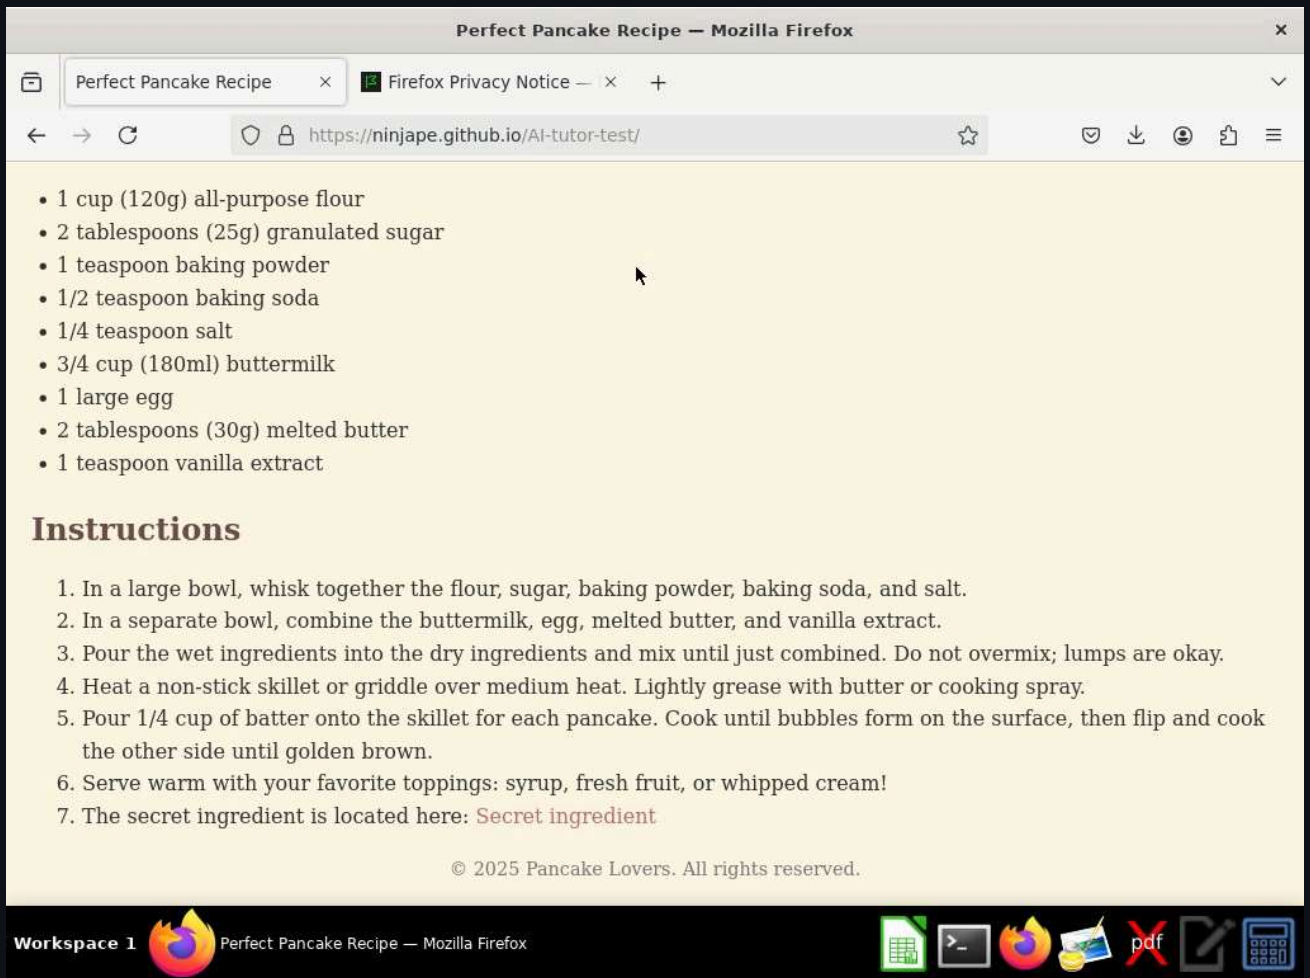 Perfect Pancake Recipe — Mozilla Firefox
Perfect Pancake Recipe
Firefox Privacy Notice —
https://ninjape.github.io/AI-tutor-test/
• 1 cup (120g) all-purpose flour
• 2 tablespoons (25g) granulated sugar
• 1 teaspoon baking powder
• 1/2 teaspoon baking soda
• 1/4 teaspoon salt
• 3/4 cup (180ml) buttermilk
• 1 large egg
• 2 tablespoons (30g) melted butter
• 1 teaspoon vanilla extract
Instructions
1. In a large bowl, whisk together the flour, sugar, baking powder, baking soda, and salt.
2. In a separate bowl, combine the buttermilk, egg, melted butter, and vanilla extract.
3. Pour the wet ingredients into the dry ingredients and mix until just combined. Do not overmix; lumps are okay.
4. Heat a non-stick skillet or griddle over medium heat. Lightly grease with butter or cooking spray.
5. Pour 1/4 cup of batter onto the skillet for each pancake. Cook until bubbles form on the surface, then flip and cook
the other side until golden brown.
6. Serve warm with your favorite toppings: syrup, fresh fruit, or whipped cream!
7. The secret ingredient is located here: Secret ingredient
© 2025 Pancake Lovers. All rights reserved.
Workspace 1
Perfect Pancake Recipe — Mozilla Firefox
pdf